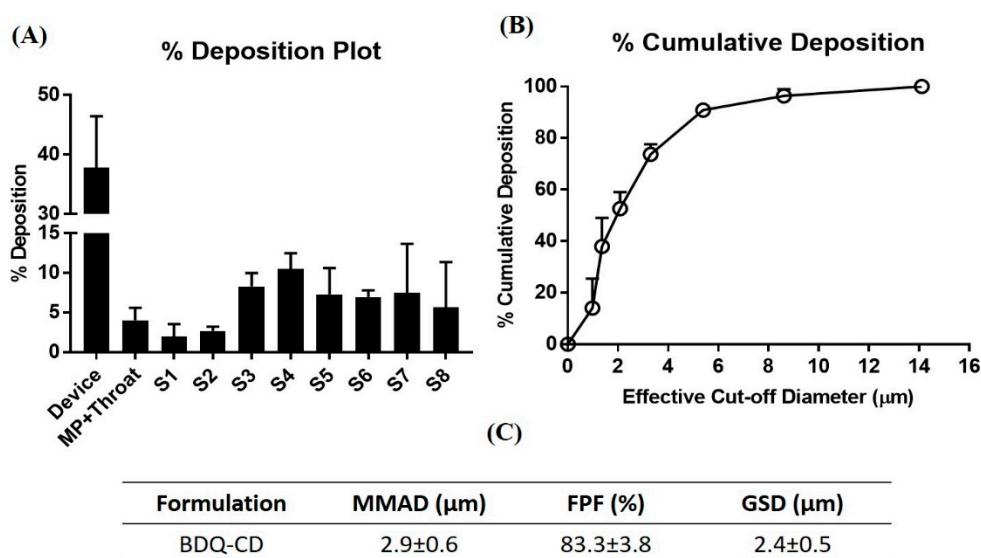 (A)
% Deposition Plot
% Deposition
50
40
30
15
10
5
0
Device
MP+Throat
S1
S2
S3
S4
S5
S6
S7
S8
(B)
% Cumulative Deposition
% Cumulative Deposition
100
80
60
40
20
0
0 2 4 6 8 10 12 14 16
Effective Cut-off Diameter (μm)
(C)
Formulation MMAD (μm) FPF (%) GSD (μm)
BDQ-CD 2.9±0.6 83.3±3.8 2.4±0.5